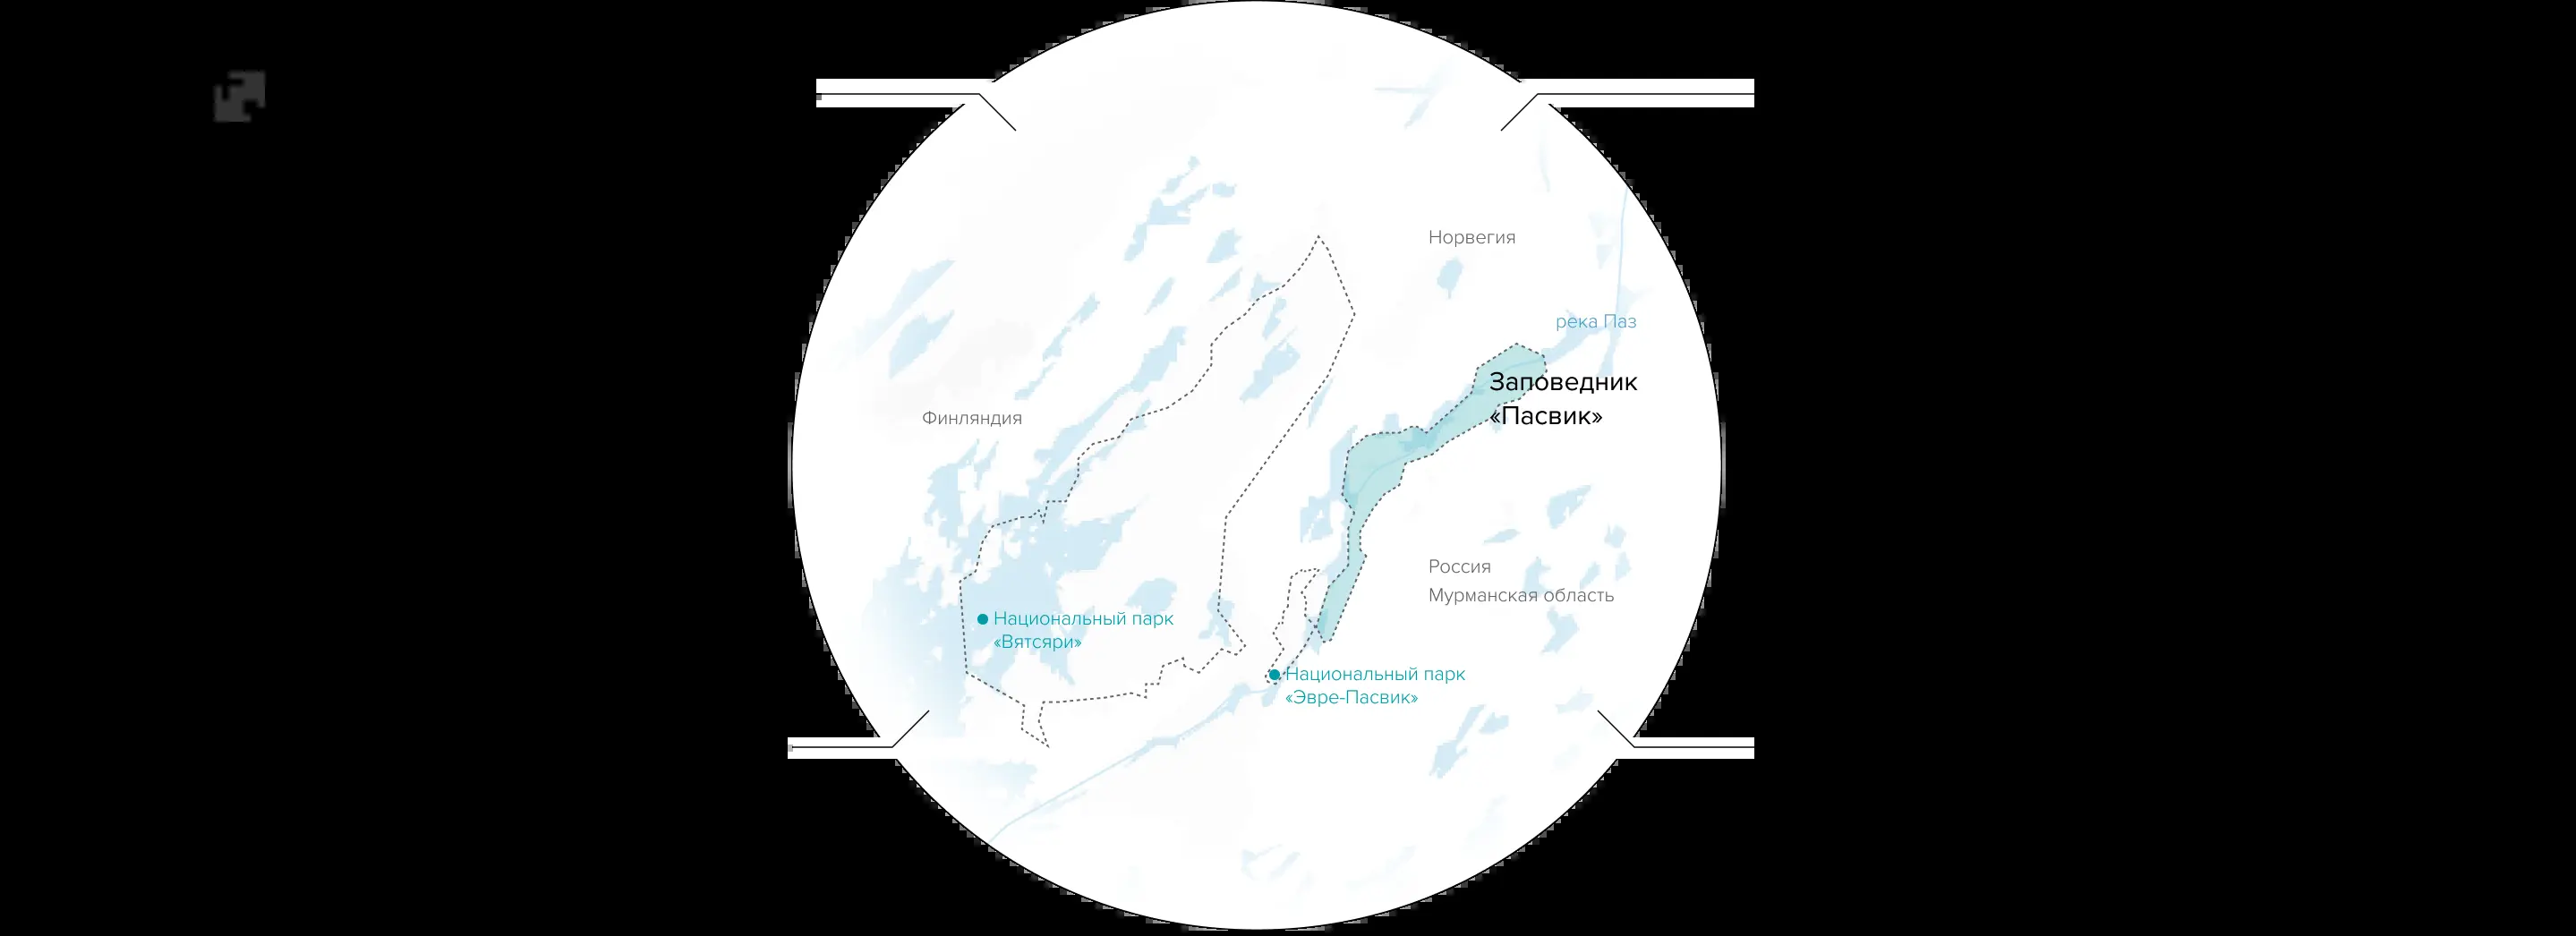 Норвегия
река Паз
Заповедник
«Пасвик»
Финляндия
Россия
Мурманская область
Национальный парк
«Вятсяри»
Национальный парк
«Эвре-Пасвик»